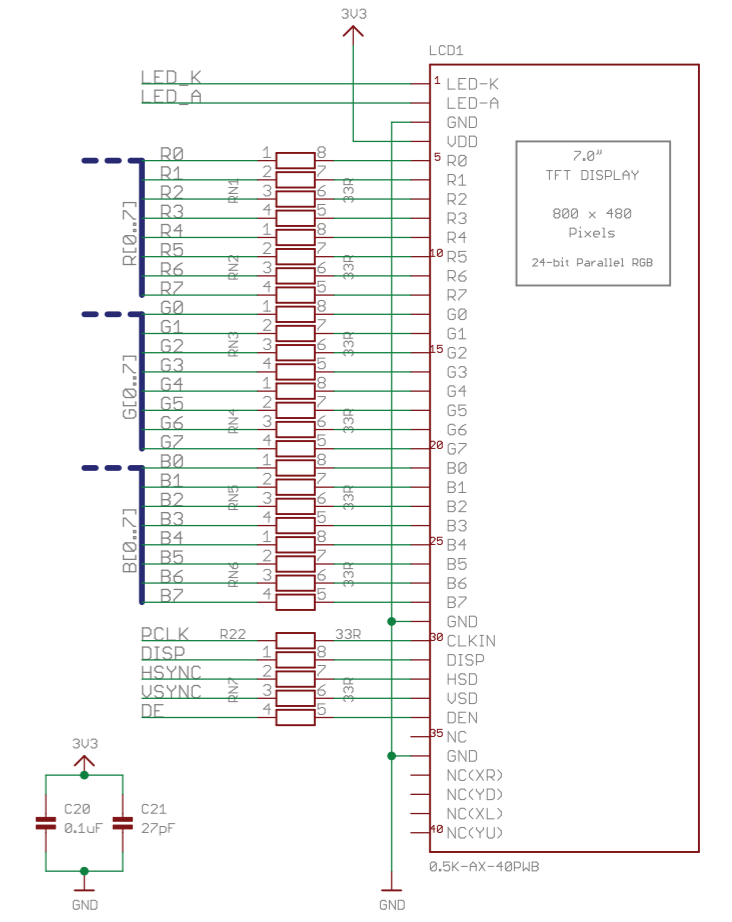 3V3
LCD1
LED_K 1 LED-K
LED_A LED-A
GND
VDD
R0 1 8 5 R0
R1 2 7 R1
R2 3 6 R2
R3 4 5 R3
R4 1 8 R4
R5 2 7 10 R5
R6 3 6 R6
R7 4 5 R7
G0 1 8 G0
G1 2 7 G1
G2 3 6 15 G2
G3 4 5 G3
G4 1 8 G4
G5 2 7 G5
G6 3 6 G6
G7 4 5 20 G7
B0 1 8 B0
B1 2 7 B1
B2 3 6 B2
B3 4 5 B3
B4 1 8 25 B4
B5 2 7 B5
B6 3 6 B6
B7 4 5 B7
GND
PCLK R22 33R 30 CLKIN
DISP 1 8 DISP
HSYNC 2 7 HSD
VSYNC 3 6 VSD
DE 4 5 DEN
35 NC
GND
NC(XR)
NC(YD)
NC(XL)
40 NC(YU)
R[0..7]
G[0..7]
B[0..7]
RN1 33R
RN2 33R
RN3 33R
RN4 33R
RN5 33R
RN6 33R
RN7 33R
7.0"
TFT DISPLAY
800 x 480
Pixels
24-bit Parallel RGB
3V3
C20 C21
0.1uF 27pF
GND
GND
0.5K-AX-40PWB